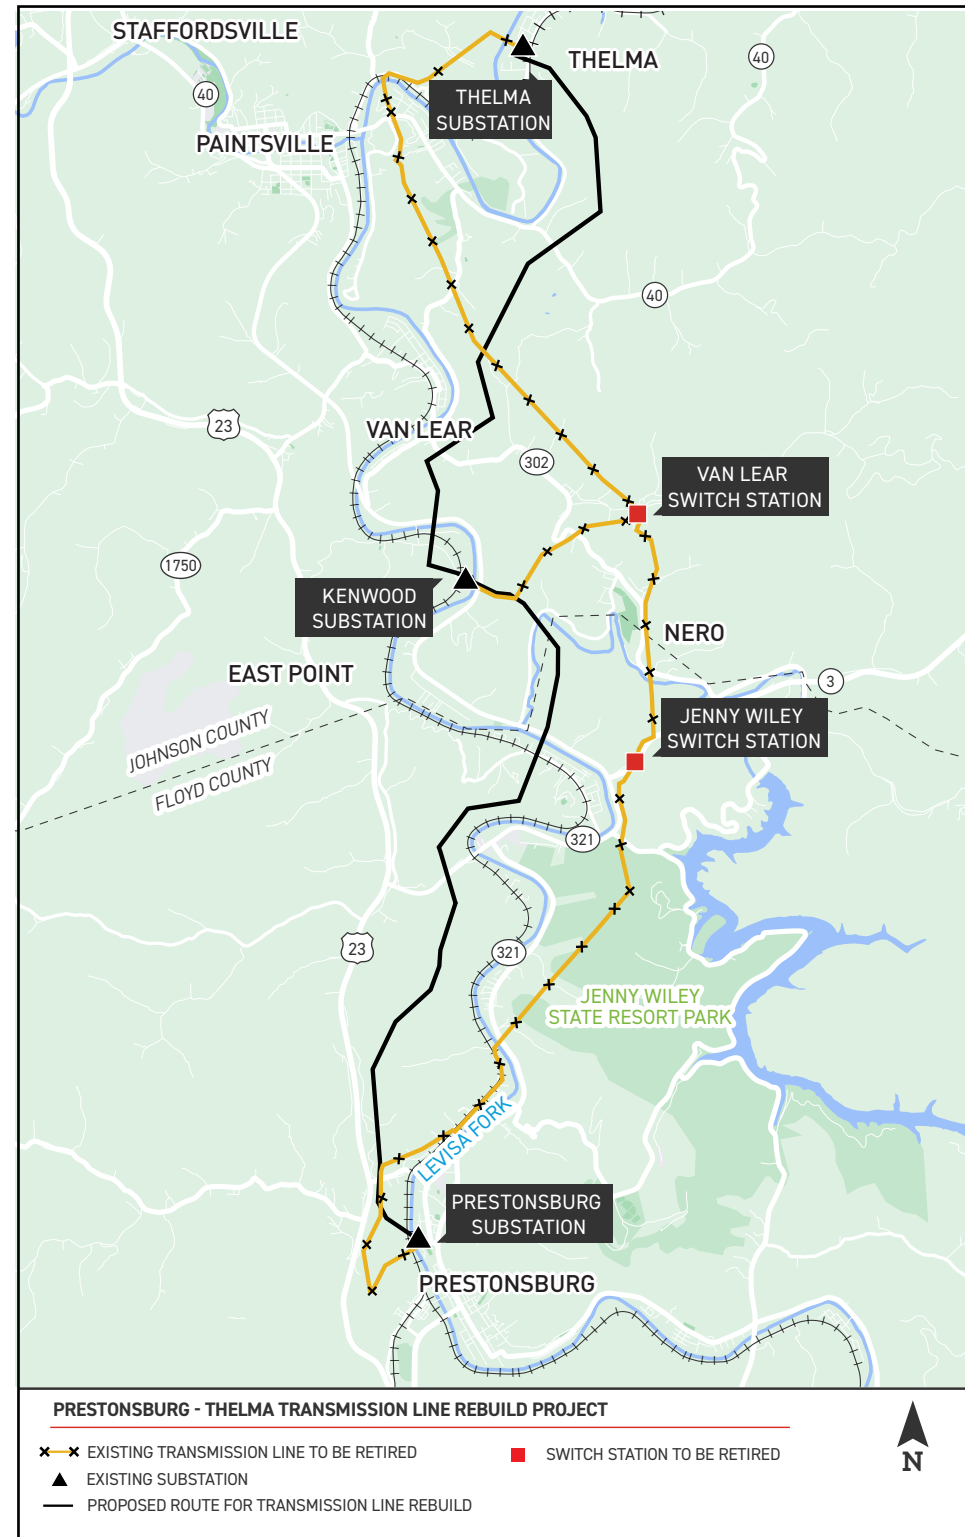 STAFFORDSVILLE
THELMA
40
40
THELMA
SUBSTATION
PAINTSVILLE
40
23
VAN LEAR
302
VAN LEAR
SWITCH STATION
1750
KENWOOD
SUBSTATION
NERO
EAST POINT
3
JENNY WILEY
SWITCH STATION
JOHNSON COUNTY
FLOYD COUNTY
321
23
321
JENNY WILEY
STATE RESORT PARK
LEVISA FORK
PRESTONSBURG
SUBSTATION
PRESTONSBURG
PRESTONSBURG - THELMA TRANSMISSION LINE REBUILD PROJECT
EXISTING TRANSMISSION LINE TO BE RETIRED
SWITCH STATION TO BE RETIRED
EXISTING SUBSTATION
PROPOSED ROUTE FOR TRANSMISSION LINE REBUILD
N